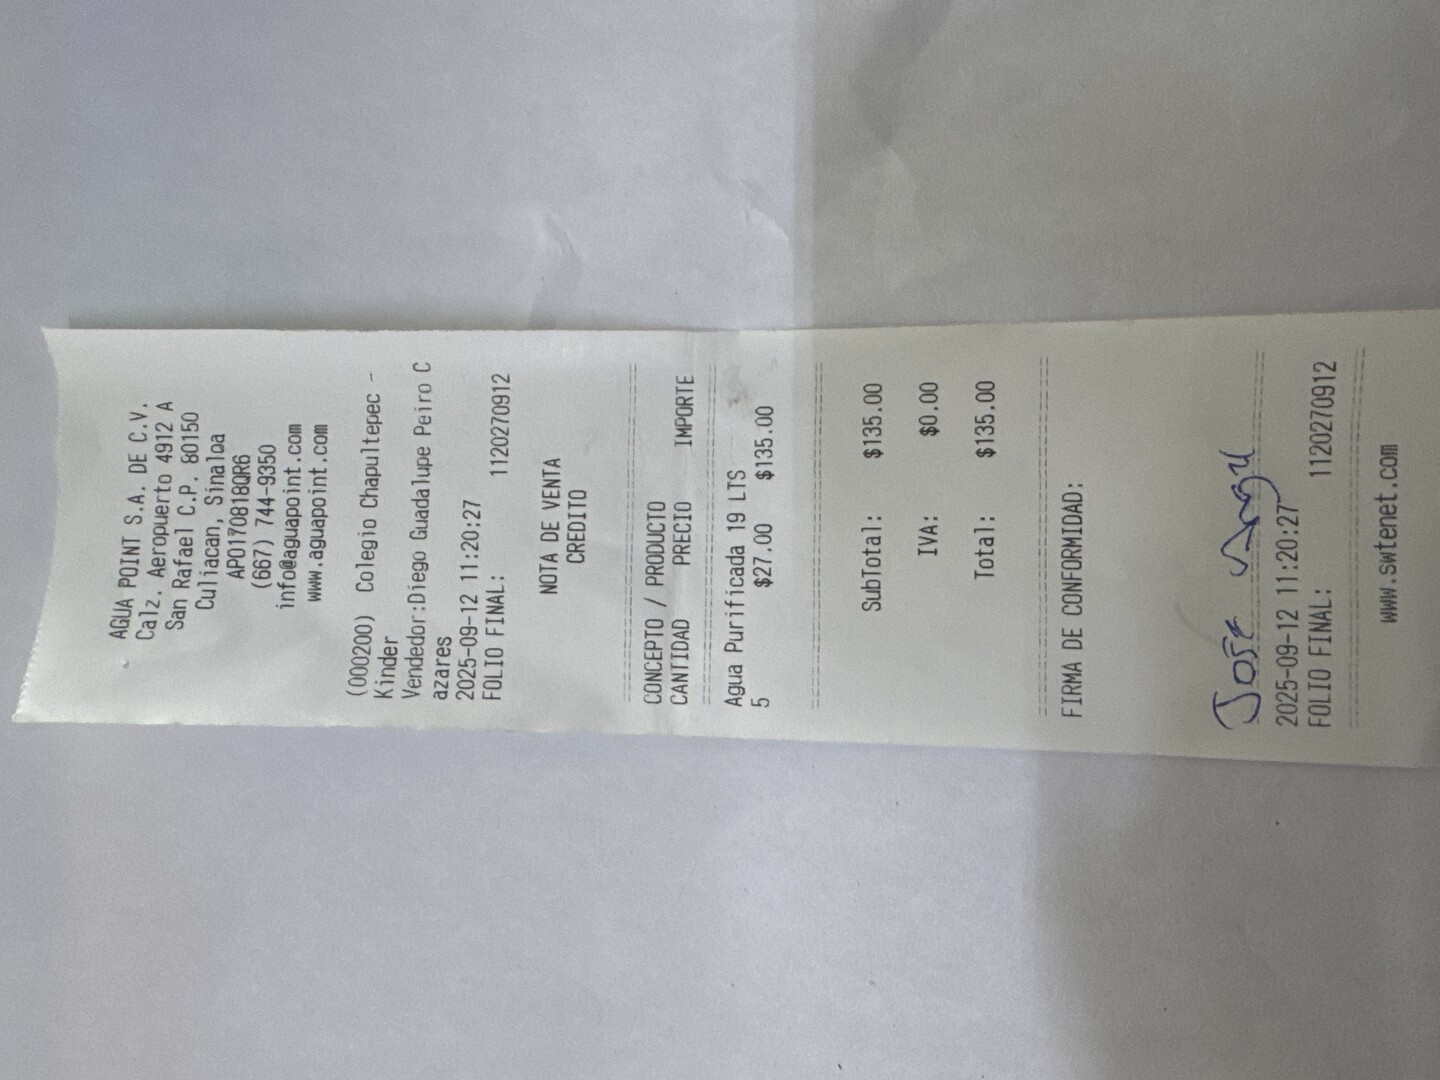 AGUA POINT S.A. DE C.V.
Calz. Aeropuerto 4912 A
San Rafael C.P. 80150
Culiacan, Sinaloa
APO170818QR6
(667) 744-9350
info@aguapoint.com
www.aguapoint.com
(000200) Colegio Chapultepec -
Kinder
Vendedor:Diego Guadalupe Peiro C
azares
2025-09-12 11:20:27
FOLIO FINAL: 1120270912
NOTA DE VENTA
CREDITO
CONCEPTO / PRODUCTO
CANTIDAD PRECIO IMPORTE
Agua Purificada 19 LTS
5 $27.00 $135.00
SubTotal: $135.00
IVA: $0.00
Total: $135.00
FIRMA DE CONFORMIDAD:
José
2025-09-12 11:20:27
FOLIO FINAL: 1120270912
www.swtenet.com